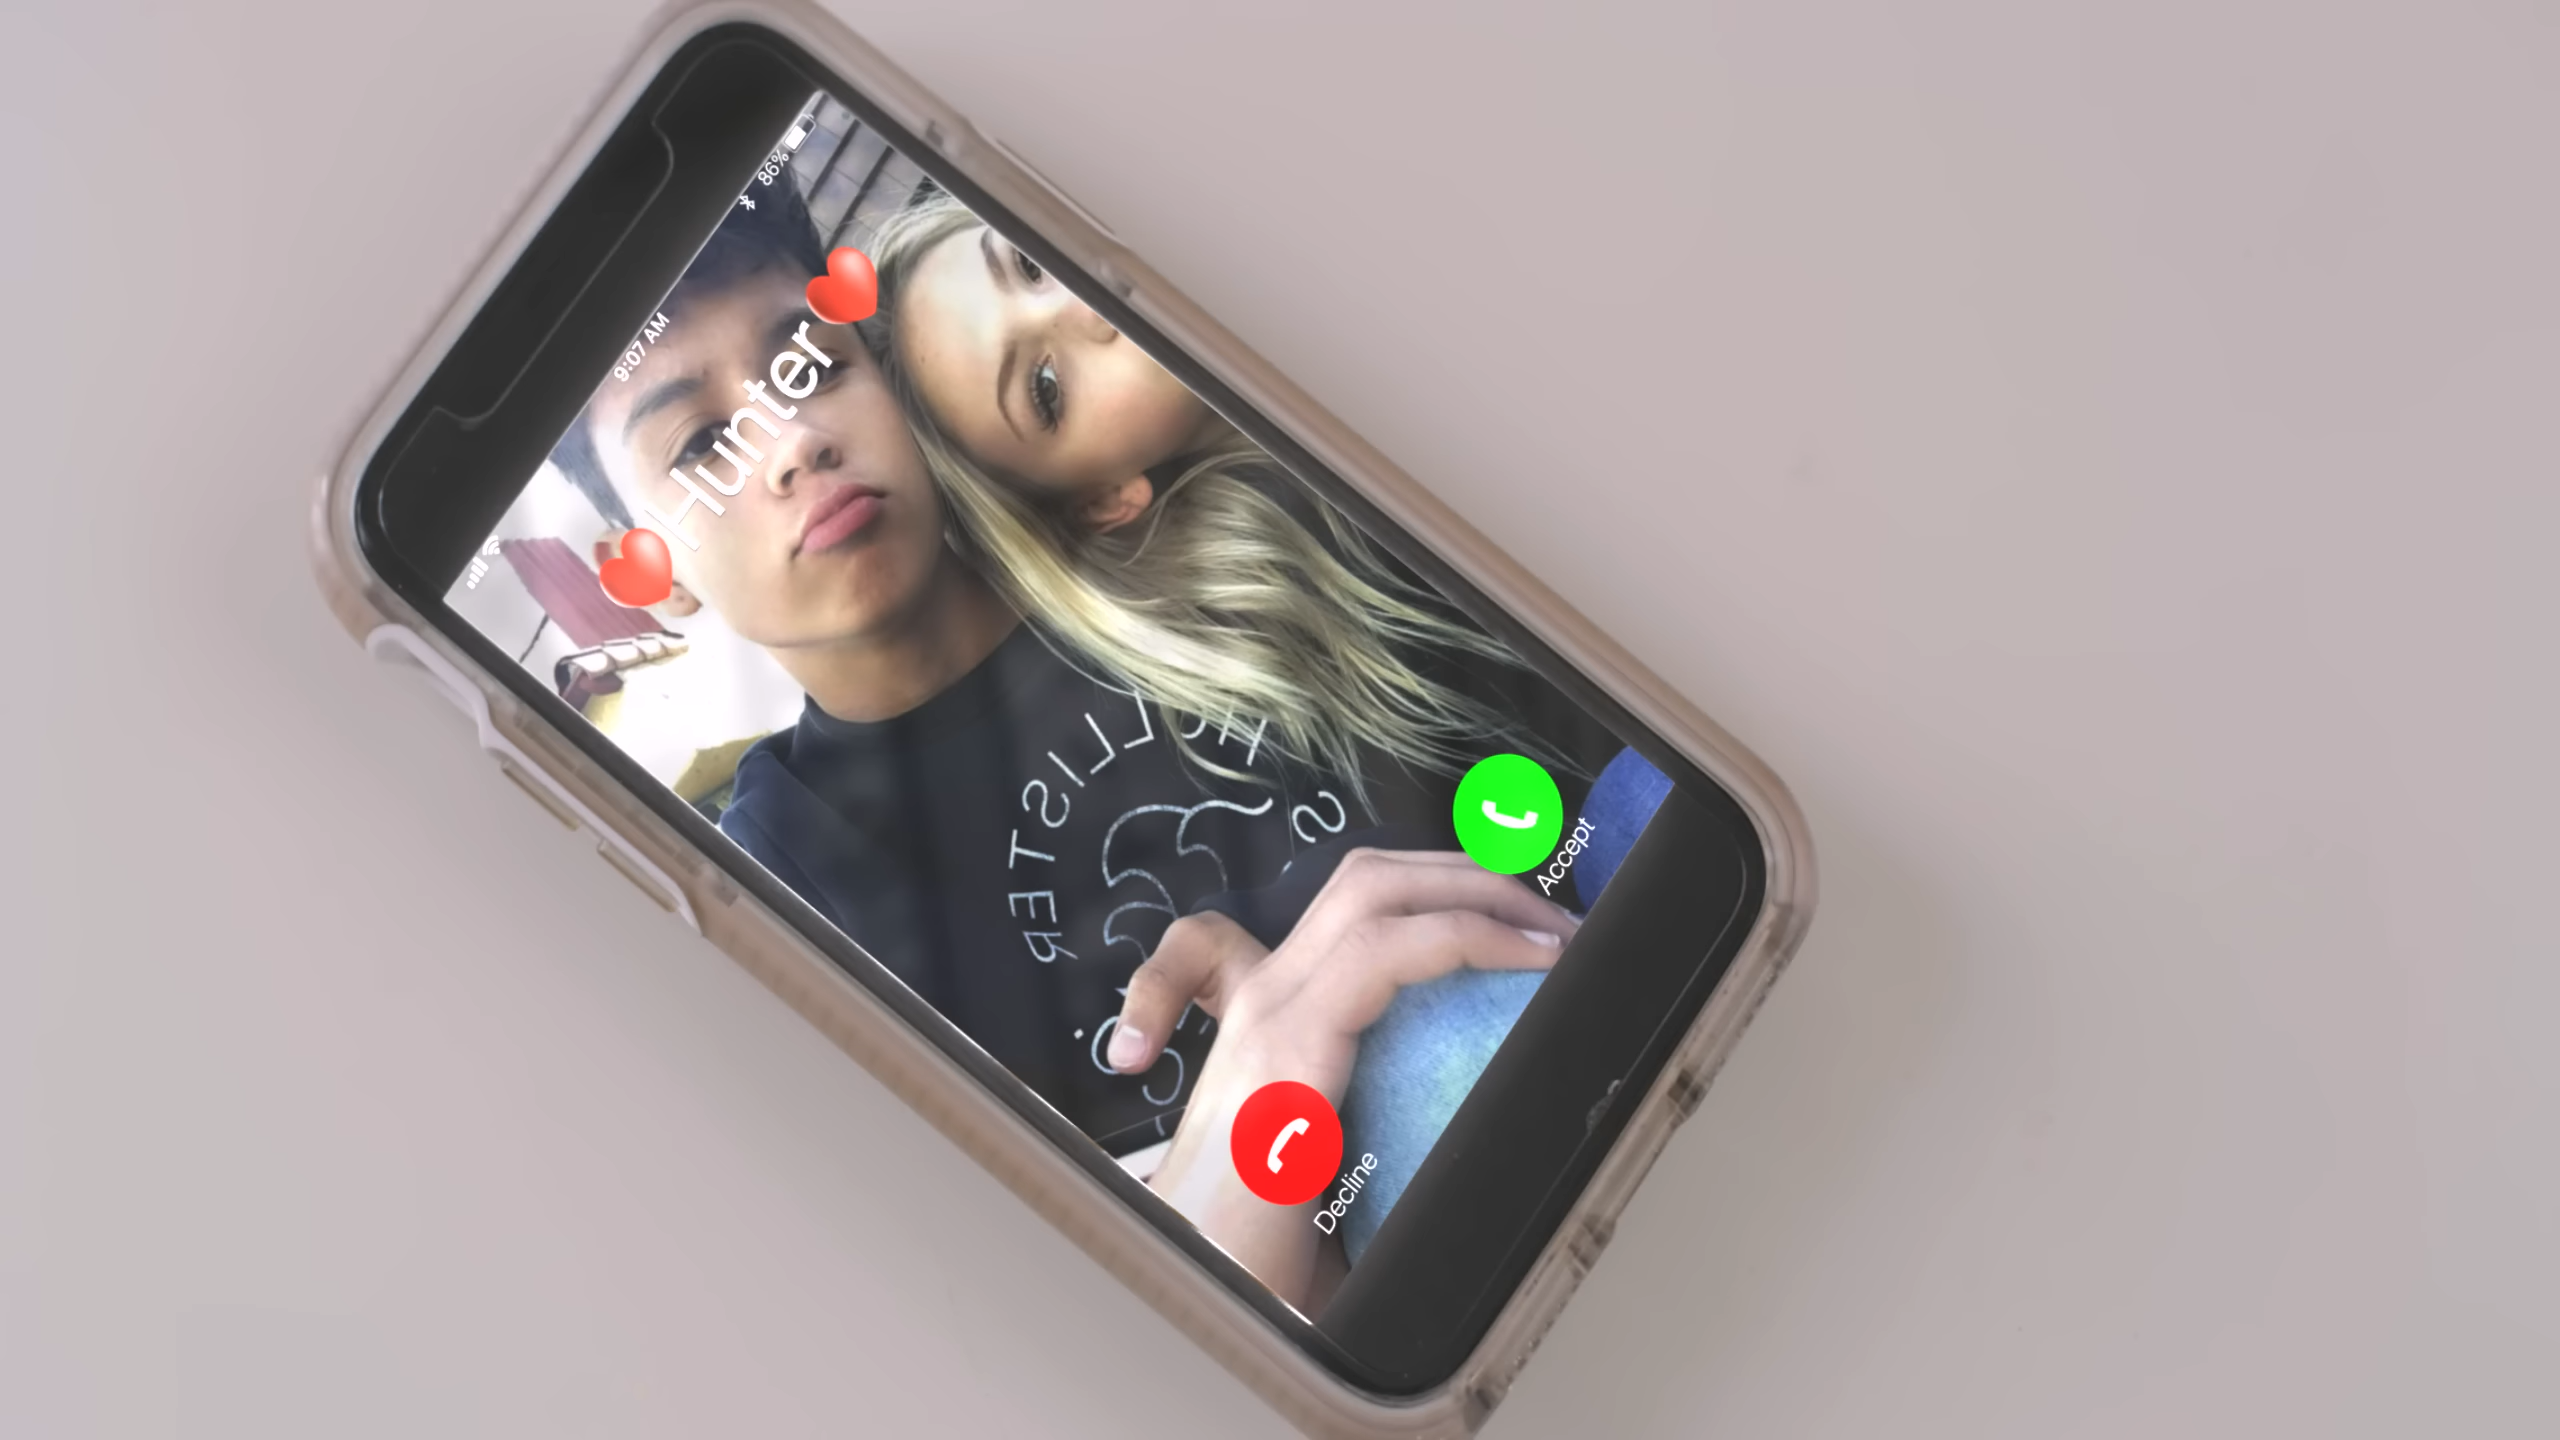 9:07 AM 86%
❤️Hunter❤️
HOLLISTER
Decline Accept